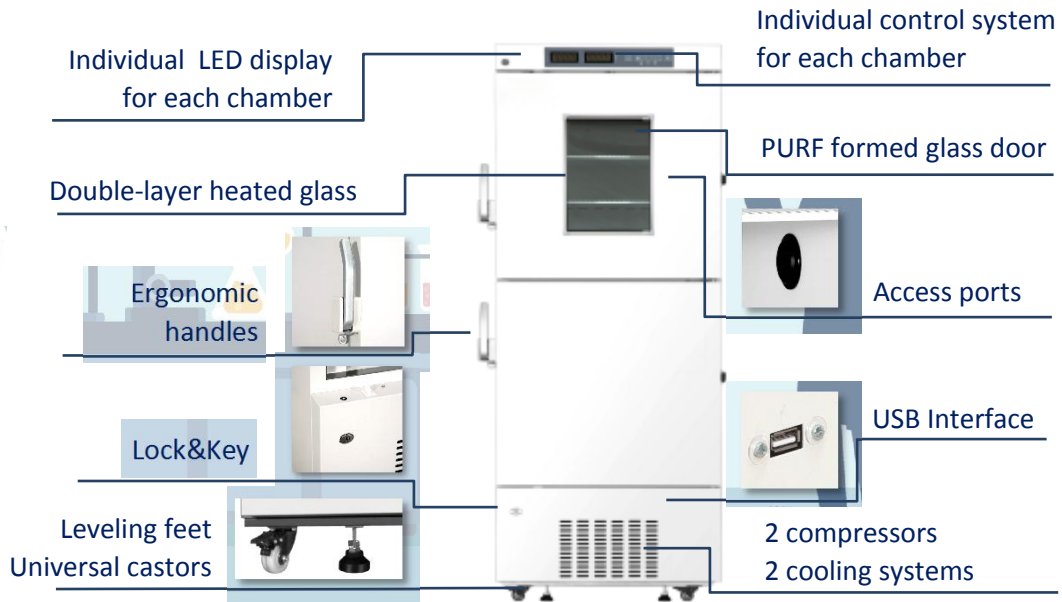 Individual LED display
for each chamber
Individual control system
for each chamber
PURF formed glass door
Double-layer heated glass
Ergonomic
handles
Access ports
Lock&Key
USB Interface
Leveling feet
Universal castors
2 compressors
2 cooling systems